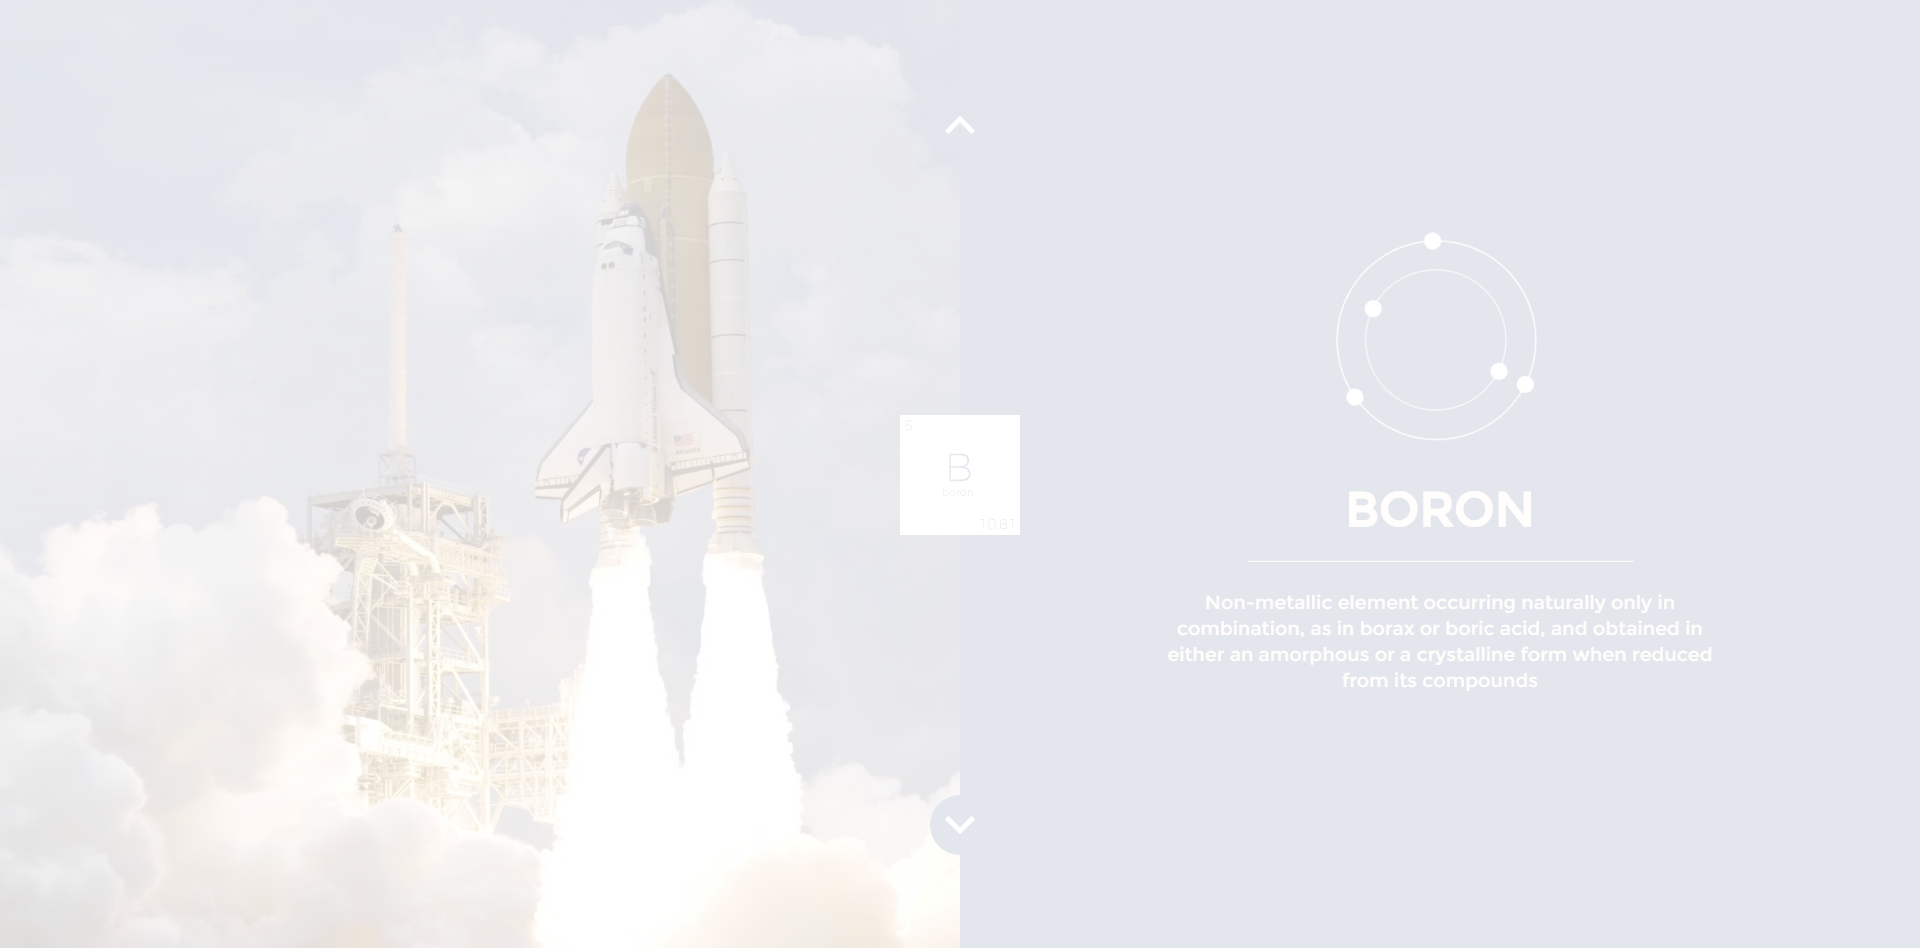 5
B
boron
10.81
BORON
Non-metallic element occurring naturally only in
combination, as in borax or boric acid, and obtained in
either an amorphous or a crystalline form when reduced
from its compounds